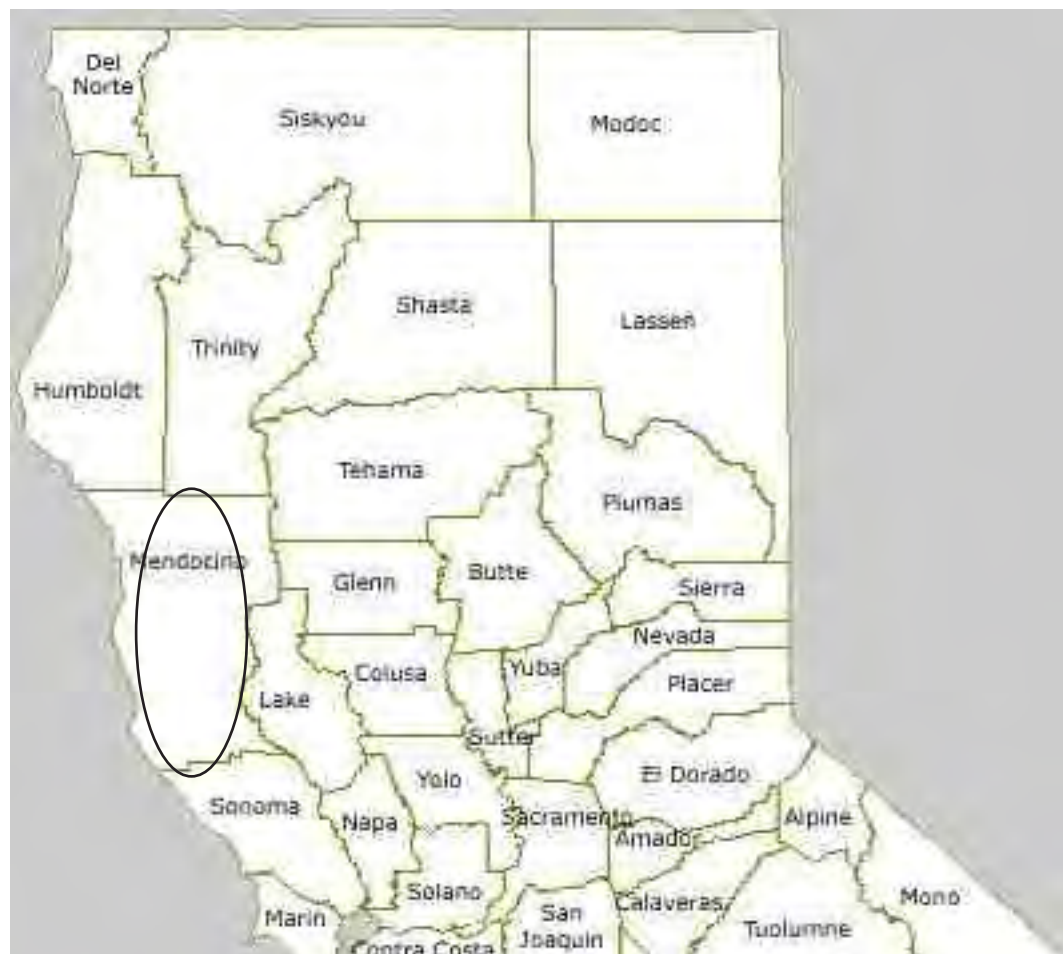 Del
Norte
Siskyou
Modoc
Shasta
Lassen
Trinity
Humboldt
Tehama
Plumas
Mendocino
Glenn
Butte
Sierra
Nevada
Colusa
Yuba
Placer
Lake
Sutter
Yolo
El Dorado
Sonoma
Napa
Sacramento
Amador
Alpine
Solano
Calaveras
Mono
Marin
San
Joaquin
Tuolumne
Contra Costa